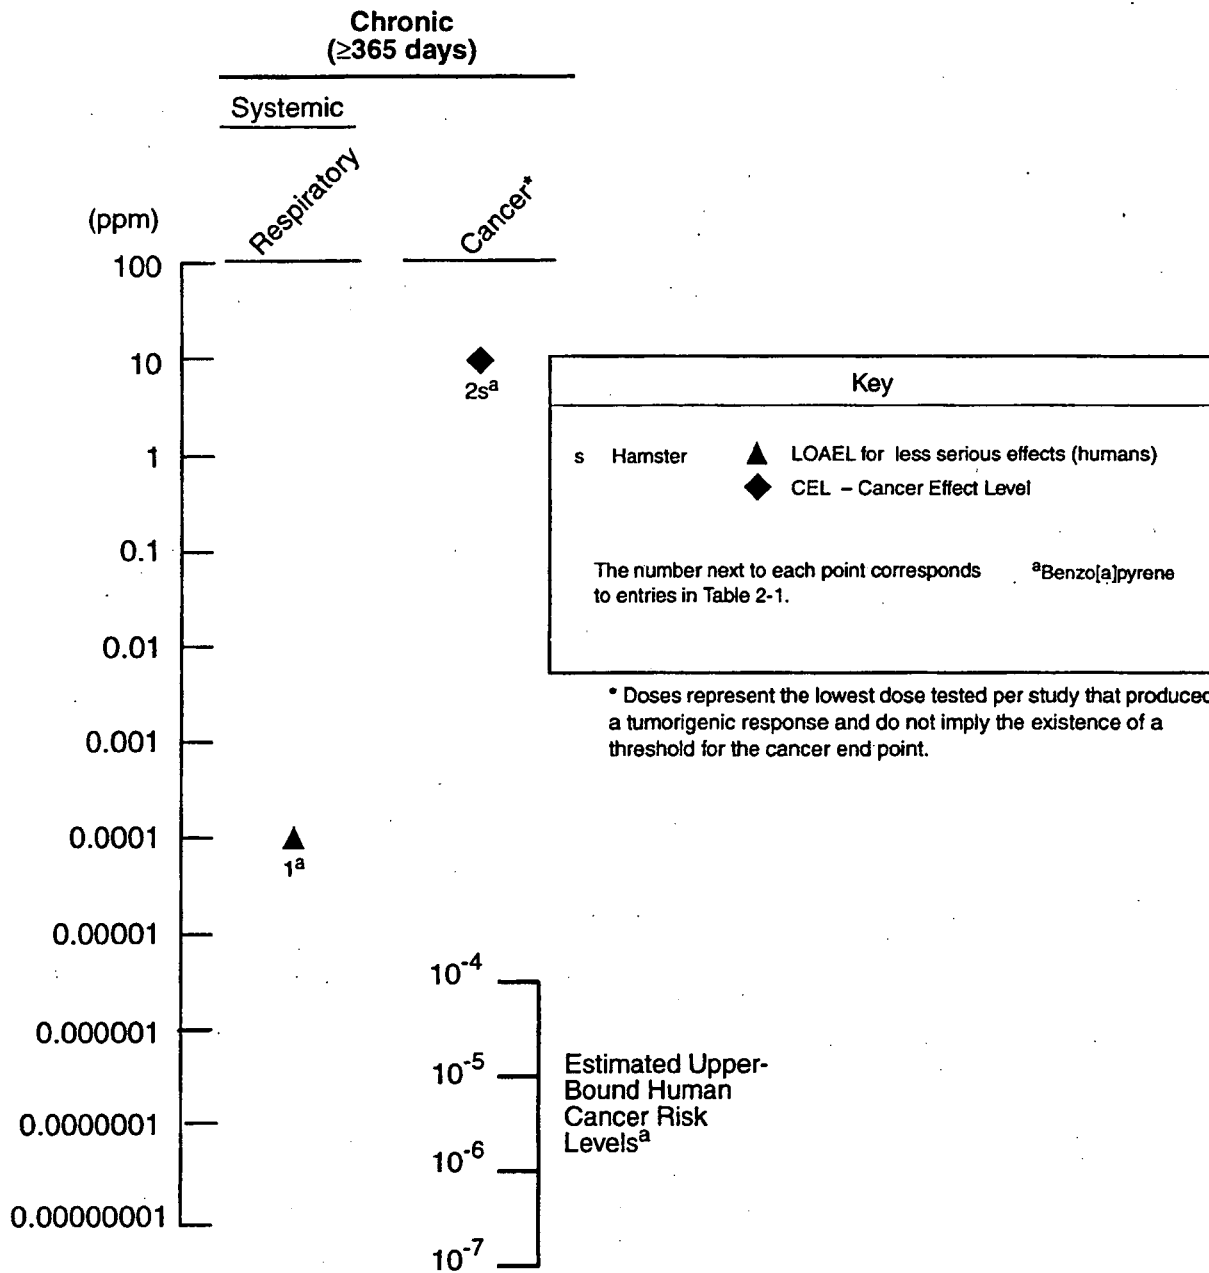 Chronic
(≥365 days)
Systemic
Respiratory
Cancer*
(ppm)
100
10
1
0.1
0.01
0.001
0.0001
0.00001
0.000001
0.0000001
0.00000001
2sᵃ
1ᵃ
Key
s Hamster ▲ LOAEL for less serious effects (humans)
◆ CEL – Cancer Effect Level
The number next to each point corresponds ᵃBenzo[a]pyrene
to entries in Table 2-1.
* Doses represent the lowest dose tested per study that produced
a tumorigenic response and do not imply the existence of a
threshold for the cancer end point.
10⁻⁴
10⁻⁵
10⁻⁶
10⁻⁷
Estimated Upper-
Bound Human
Cancer Risk
Levelsᵃ